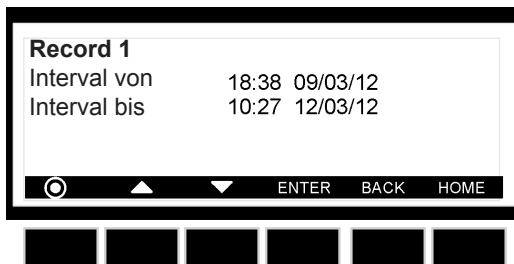 Record 1
Interval von 18:38 09/03/12
Interval bis 10:27 12/03/12
ENTER BACK HOME